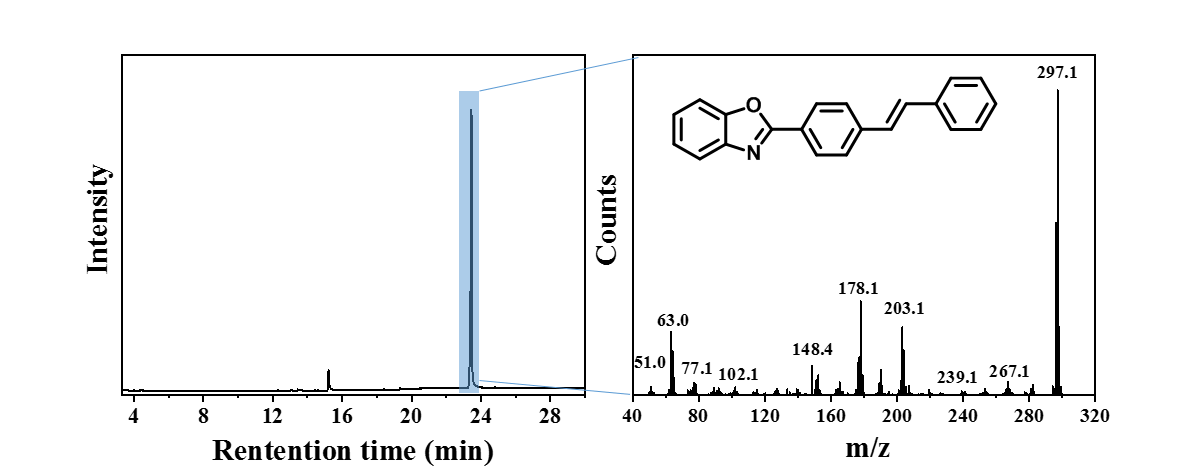 Intensity
4 8 12 16 20 24 28
Rentention time (min)
Counts
297.1
O
N
178.1
203.1
63.0
148.4
51.0
77.1
102.1
239.1
267.1
40 80 120 160 200 240 280 320
m/z